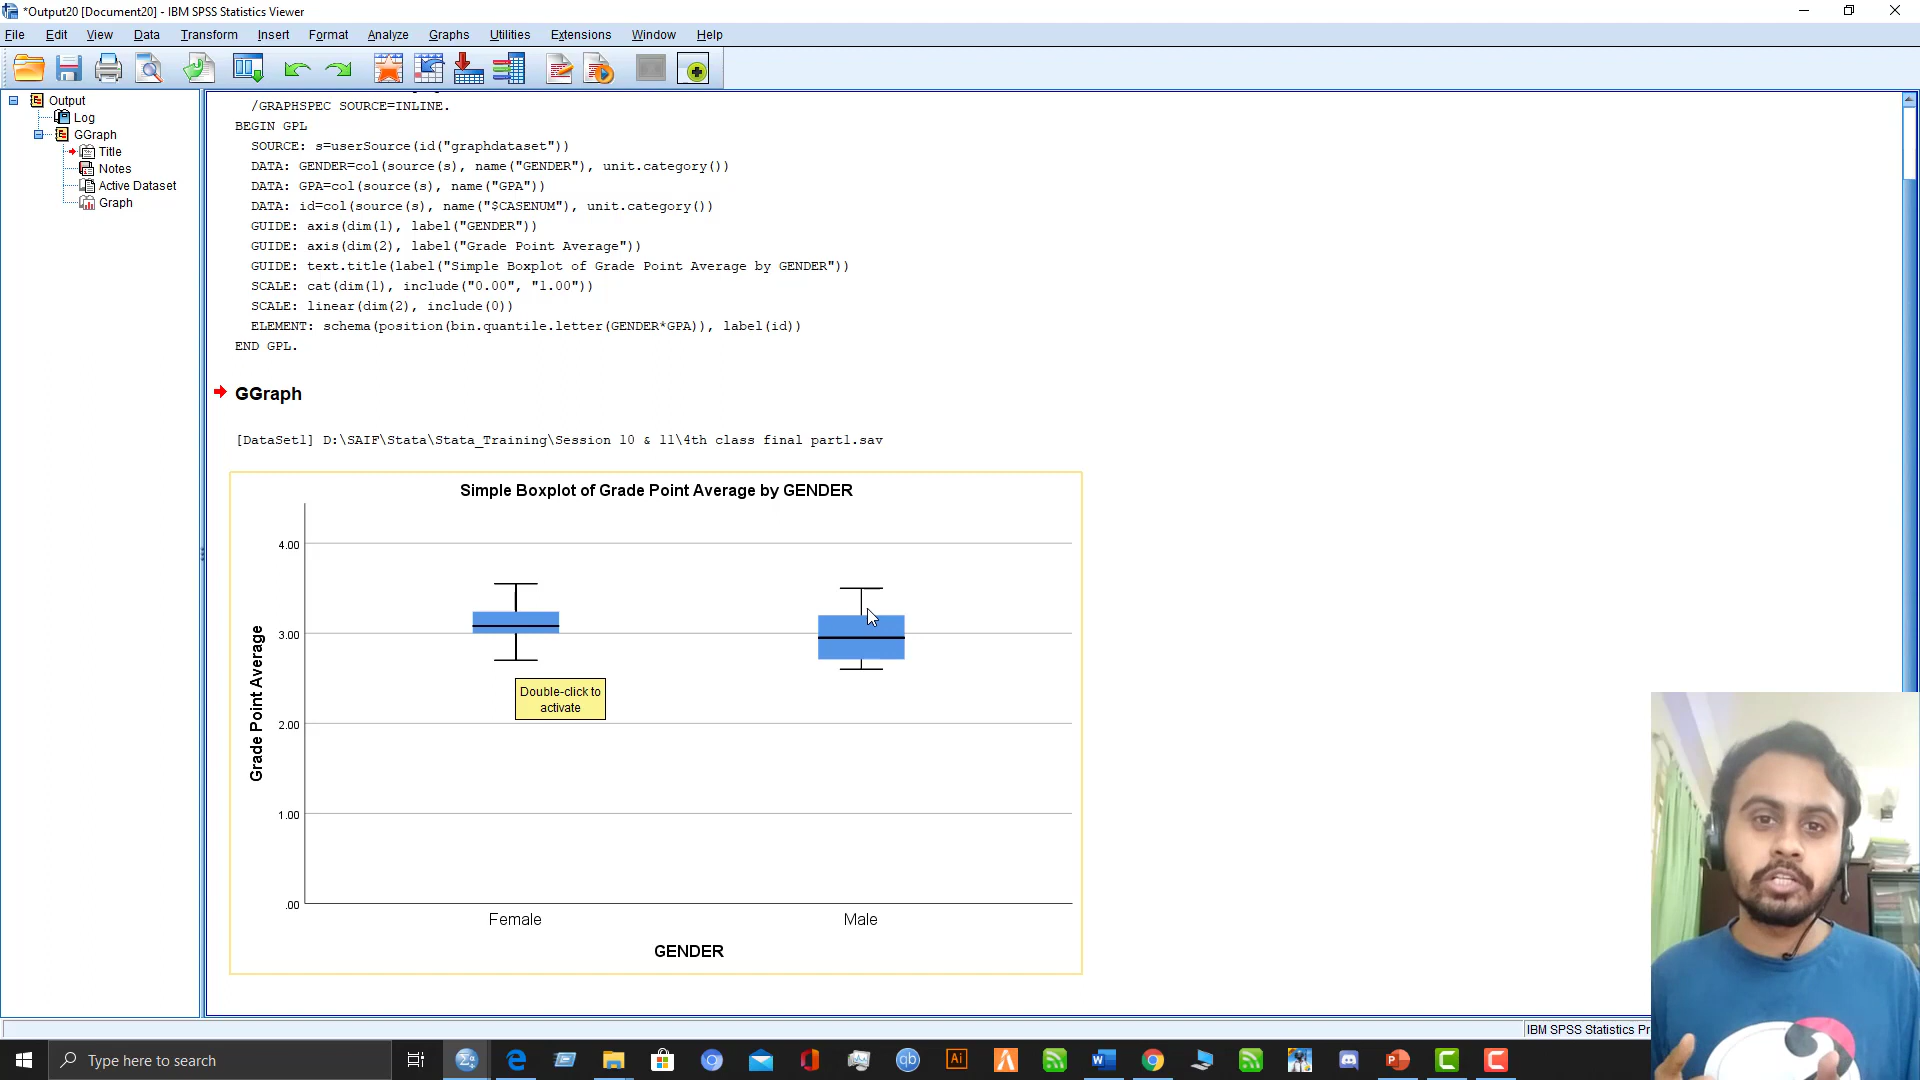 *Output20 [Document20] - IBM SPSS Statistics Viewer
File Edit View Data Transform Insert Format Analyze Graphs Utilities Extensions Window Help
Output
Log
GGraph
Title
Notes
Active Dataset
Graph
/GRAPHSPEC SOURCE=INLINE.
BEGIN GPL
SOURCE: s=userSource(id("graphdataset"))
DATA: GENDER=col(source(s), name("GENDER"), unit.category())
DATA: GPA=col(source(s), name("GPA"))
DATA: id=col(source(s), name("$CASENUM"), unit.category())
GUIDE: axis(dim(1), label("GENDER"))
GUIDE: axis(dim(2), label("Grade Point Average"))
GUIDE: text.title(label("Simple Boxplot of Grade Point Average by GENDER"))
SCALE: cat(dim(1), include("0.00", "1.00"))
SCALE: linear(dim(2), include(0))
ELEMENT: schema(position(bin.quantile.letter(GENDER*GPA)), label(id))
END GPL.
GGraph
[DataSet1] D:\SAIF\Stata\Stata_Training\Session 10 & 11\4th class final part1.sav
Simple Boxplot of Grade Point Average by GENDER
4.00
3.00
2.00
1.00
.00
Grade Point Average
Double-click to
activate
Female Male
GENDER
IBM SPSS Statistics Pr
Type here to search
qb
Ai